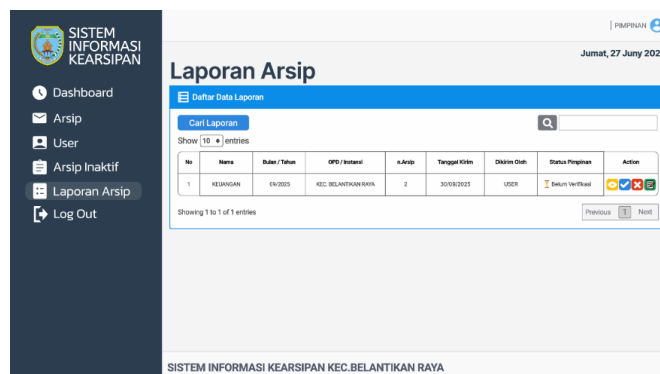 SISTEM
INFORMASI
KEARSIPAN
Dashboard
Arsip
User
Arsip Inaktif
Laporan Arsip
Log Out
| PIMPINAN
Jumat, 27 Juny 202
Laporan Arsip
Daftar Data Laporan
Cari Laporan
Show 10 entries
No Nama Bulan / Tahun OPD / Instansi n.Arsip Tanggal Kirim Dikirim Oleh Status Pimpinan Action
1 KEUANGAN 09/2025 KEC. BELANTIKAN RAYA 2 30/09/2025 USER Belum Verifikasi
Showing 1 to 1 of 1 entries
Previous 1 Next
SISTEM INFORMASI KEARSIPAN KEC.BELANTIKAN RAYA